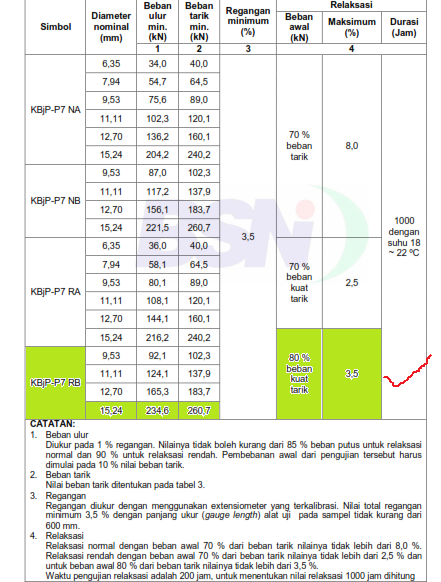 Simbol Diameter nominal (mm) Beban ulur min. (kN) Beban tarik min. (kN) Regangan minimum (%) Relaksasi
Beban awal (kN) Maksimum (%) Durasi (Jam)
1 2 3 4
KBjP-P7 NA 6,35 34,0 40,0 3,5 70 % beban tarik 8,0 1000 dengan suhu 18 ~ 22 ºC
7,94 54,7 64,5
9,53 75,6 89,0
11,11 102,3 120,1
12,70 136,2 160,1
15,24 204,2 240,2
KBjP-P7 NB 9,53 87,0 102,3
11,11 117,2 137,9
12,70 156,1 183,7
15,24 221,5 260,7
KBjP-P7 RA 6,35 36,0 40,0 70 % beban kuat tarik 2,5
7,94 58,1 64,5
9,53 80,1 89,0
11,11 108,1 120,1
12,70 144,1 160,1
15,24 216,2 240,2
KBjP-P7 RB 9,53 92,1 102,3 80 % beban kuat tarik 3,5
11,11 124,1 137,9
12,70 165,3 183,7
15,24 234,6 260,7
BSN
CATATAN:
1. Beban ulur
Diukur pada 1 % regangan. Nilainya tidak boleh kurang dari 85 % beban putus untuk relaksasi
normal dan 90 % untuk relaksasi rendah. Pembebanan awal dari pengujian tersebut harus
dimulai pada 10 % nilai beban tarik.
2. Beban tarik
Nilai beban tarik ditentukan pada tabel 3.
3. Regangan
Regangan diukur dengan menggunakan extensiometer yang terkalibrasi. Nilai total regangan
minimum 3,5 % dengan panjang ukur (gauge length) alat uji pada sampel tidak kurang dari
600 mm.
4. Relaksasi
Relaksasi normal dengan beban awal 70 % dari beban tarik nilainya tidak lebih dari 8,0 %.
Relaksasi rendah dengan beban awal 70 % dari beban tarik nilainya tidak lebih dari 2,5 % dan
untuk beban awal 80 % dari beban tarik nilainya tidak lebih dari 3,5 %.
Waktu pengujian relaksasi adalah 200 jam, untuk menentukan nilai relaksasi 1000 jam dihitung